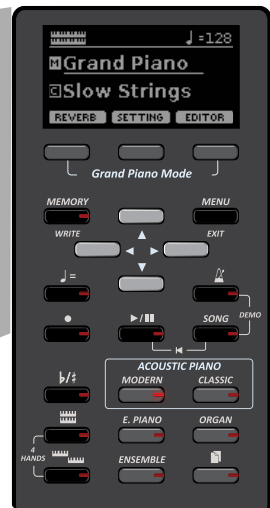 ♩=128
M Grand Piano
C Slow Strings
REVERB SETTING EDITOR
Grand Piano Mode
MEMORY MENU
WRITE EXIT
♩=
DEMO
SONG
ACOUSTIC PIANO
MODERN CLASSIC
♭/♯
E. PIANO ORGAN
4
HANDS
ENSEMBLE